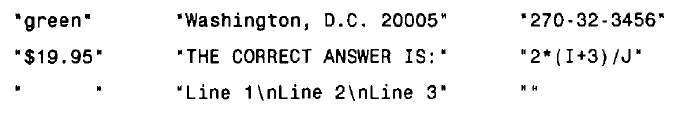 "green" "Washington, D.C. 20005" "270-32-3456"
"$19.95" "THE CORRECT ANSWER IS:" "2*(I+3)/J"
"      " "Line 1\nLine 2\nLine 3" ""